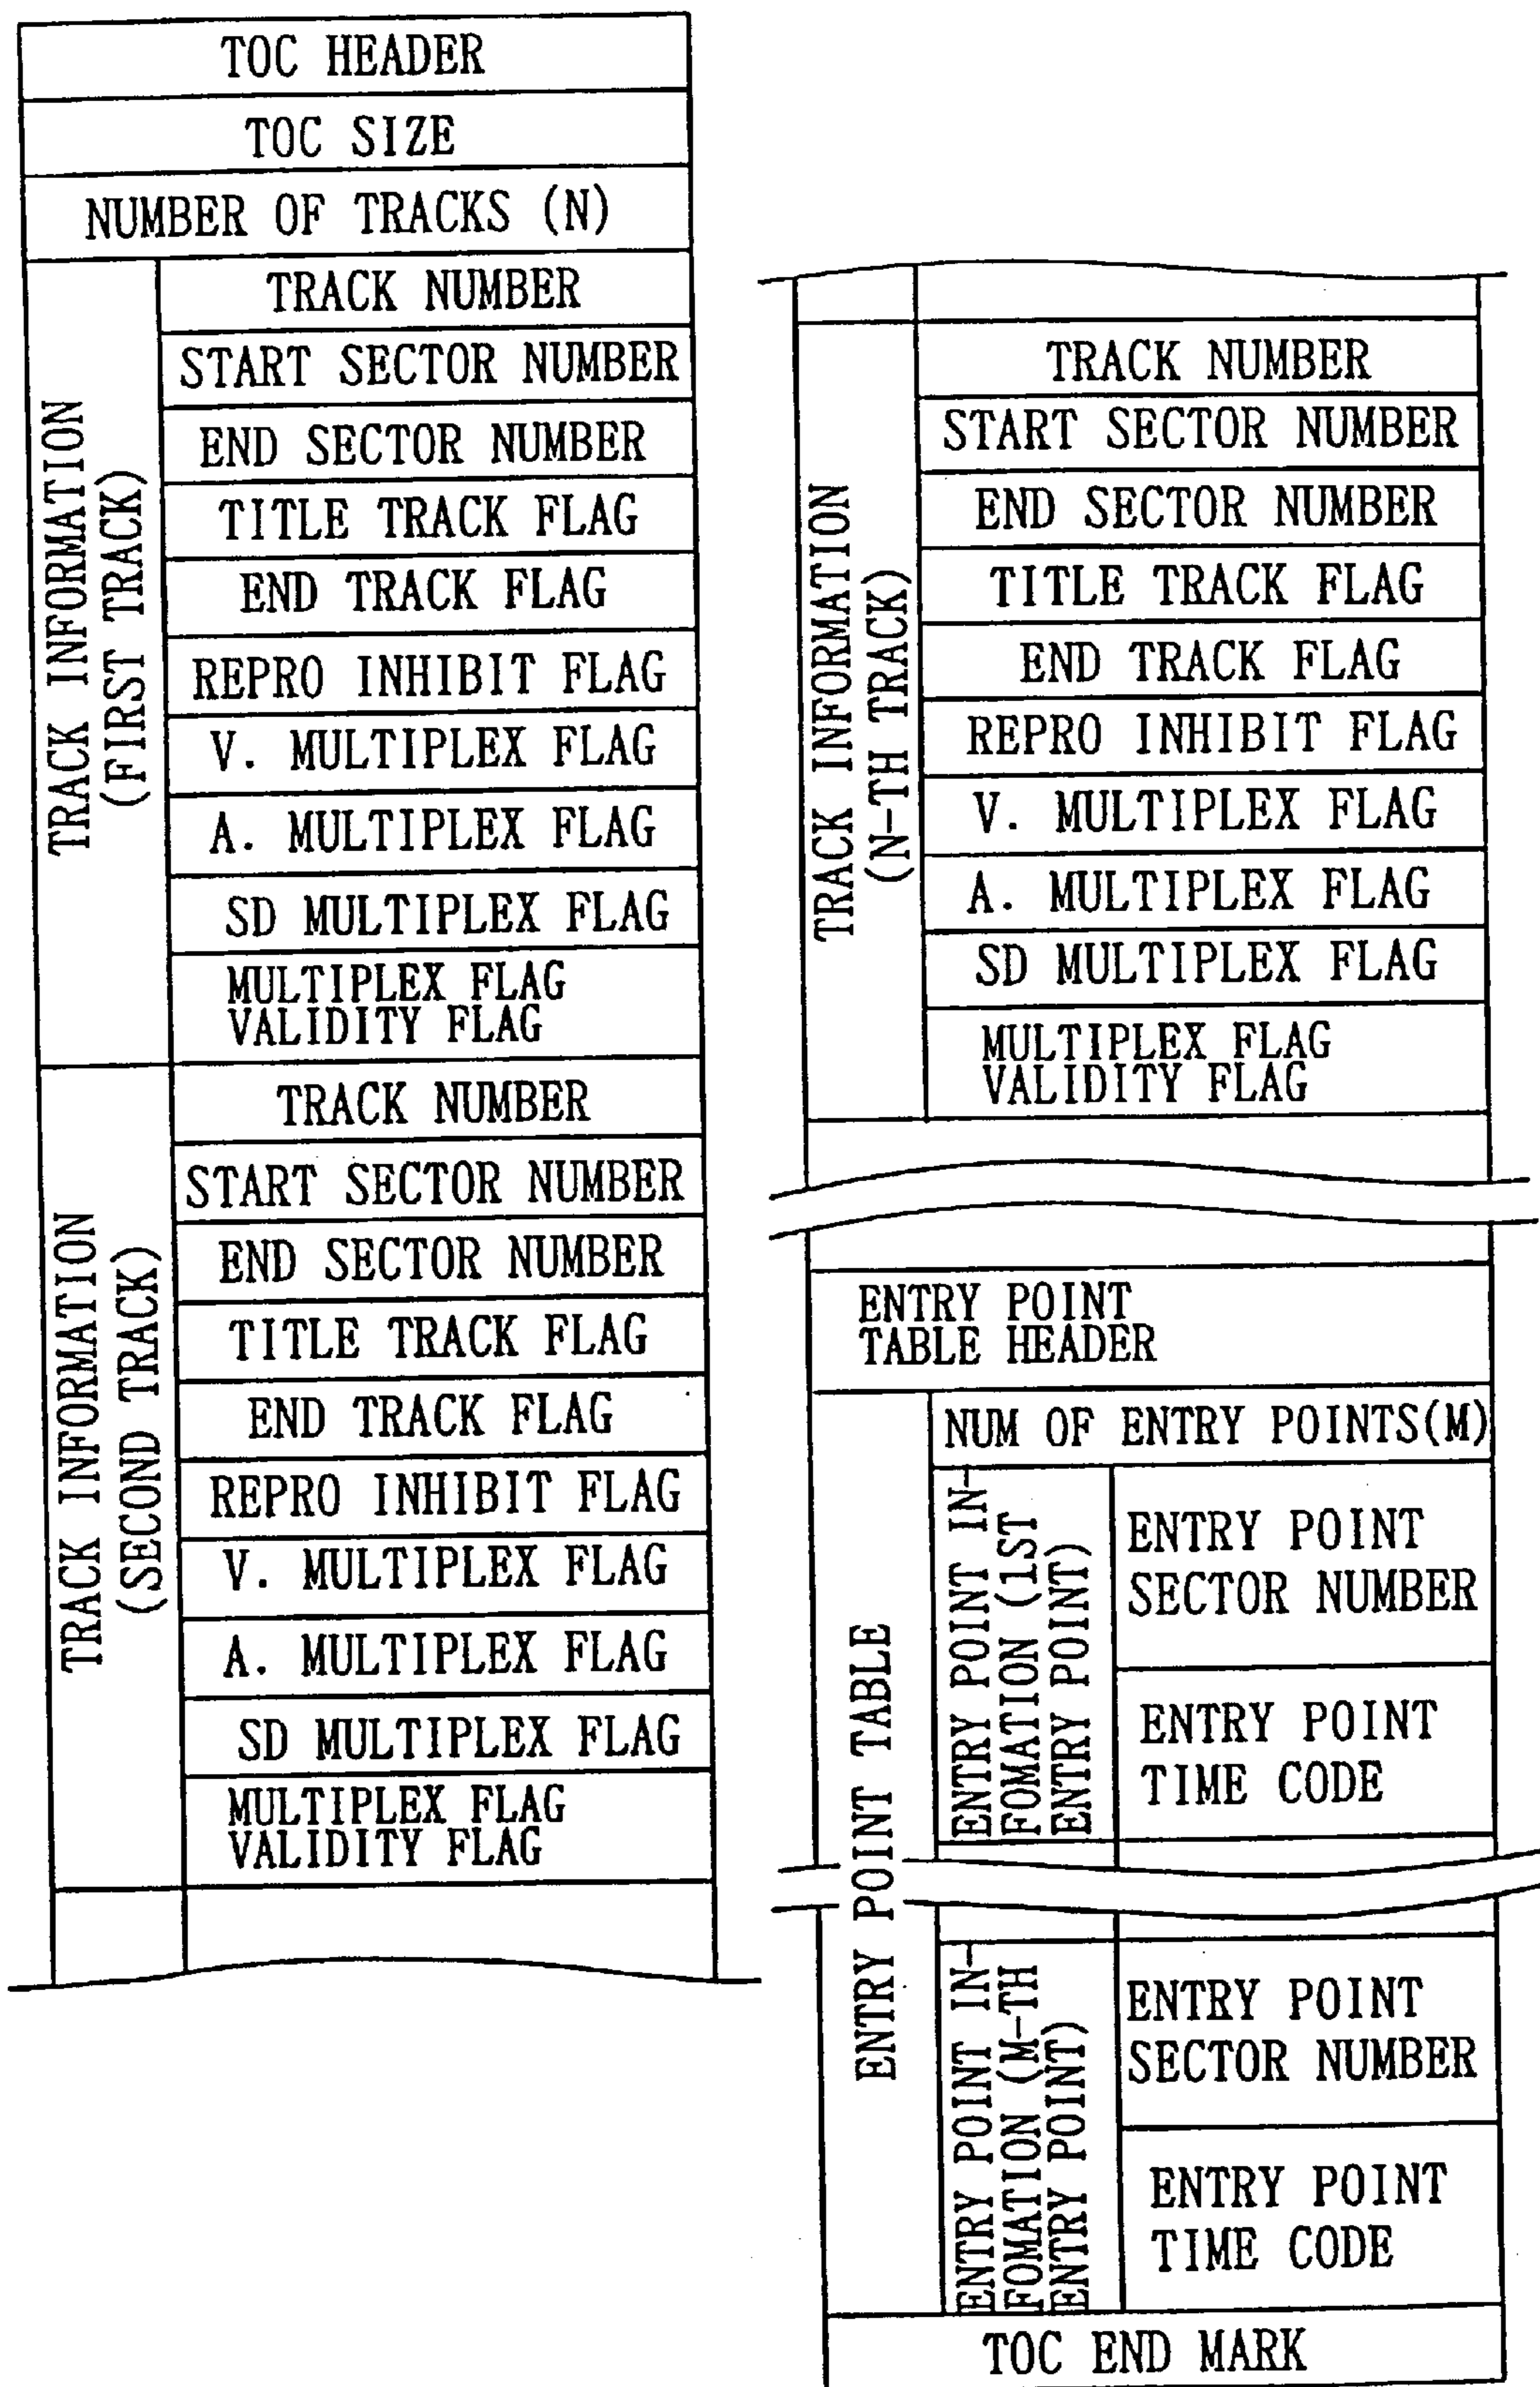 TOC HEADER
TOC SIZE
NUMBER OF TRACKS (N)
TRACK INFORMATION
(FIRST TRACK)
TRACK NUMBER
START SECTOR NUMBER
END SECTOR NUMBER
TITLE TRACK FLAG
END TRACK FLAG
REPRO INHIBIT FLAG
V. MULTIPLEX FLAG
A. MULTIPLEX FLAG
SD MULTIPLEX FLAG
MULTIPLEX FLAG
VALIDITY FLAG
TRACK INFORMATION
(SECOND TRACK)
TRACK NUMBER
START SECTOR NUMBER
END SECTOR NUMBER
TITLE TRACK FLAG
END TRACK FLAG
REPRO INHIBIT FLAG
V. MULTIPLEX FLAG
A. MULTIPLEX FLAG
SD MULTIPLEX FLAG
MULTIPLEX FLAG
VALIDITY FLAG
TRACK INFORMATION
(N-TH TRACK)
TRACK NUMBER
START SECTOR NUMBER
END SECTOR NUMBER
TITLE TRACK FLAG
END TRACK FLAG
REPRO INHIBIT FLAG
V. MULTIPLEX FLAG
A. MULTIPLEX FLAG
SD MULTIPLEX FLAG
MULTIPLEX FLAG
VALIDITY FLAG
ENTRY POINT
TABLE HEADER
ENTRY POINT TABLE
NUM OF ENTRY POINTS(M)
ENTRY POINT IN-
FOMATION (1ST
ENTRY POINT)
ENTRY POINT
SECTOR NUMBER
ENTRY POINT
TIME CODE
ENTRY POINT IN-
FOMATION (M-TH
ENTRY POINT)
ENTRY POINT
SECTOR NUMBER
ENTRY POINT
TIME CODE
TOC END MARK